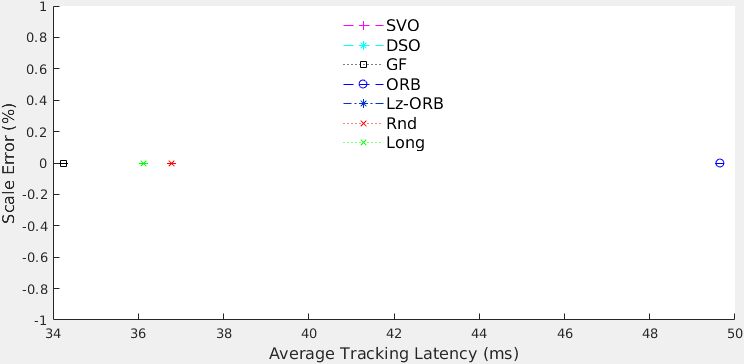 1
0.8
0.6
0.4
0.2
0
-0.2
-0.4
-0.6
-0.8
-1
Scale Error (%)
SVO
DSO
GF
ORB
Lz-ORB
Rnd
Long
34 36 38 40 42 44 46 48 50
Average Tracking Latency (ms)